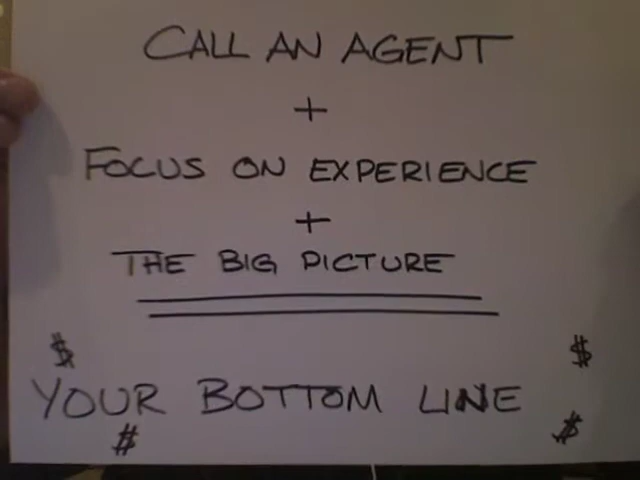 CALL AN AGENT
+
FOCUS ON EXPERIENCE
+
THE BIG PICTURE
$ $
YOUR BOTTOM LINE
$ $